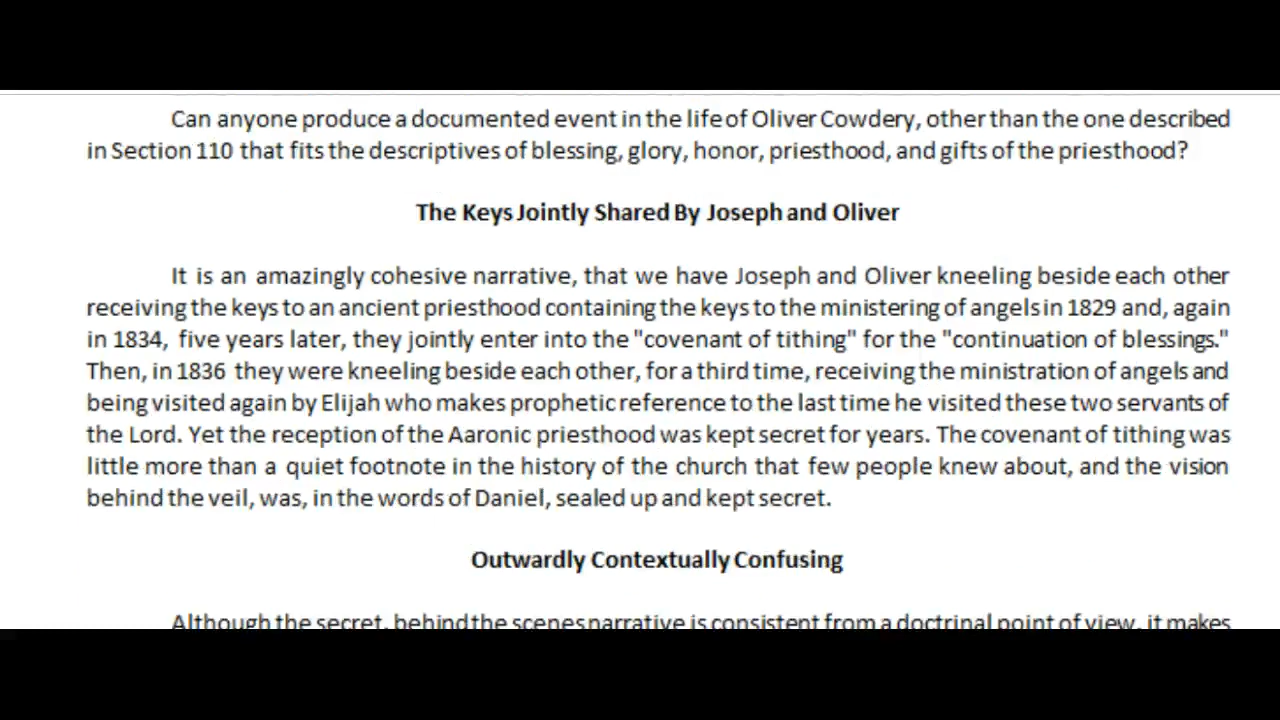 Can anyone produce a documented event in the life of Oliver Cowdery, other than the one described
in Section 110 that fits the descriptives of blessing, glory, honor, priesthood, and gifts of the priesthood?
The Keys Jointly Shared By Joseph and Oliver
It is an amazingly cohesive narrative, that we have Joseph and Oliver kneeling beside each other
receiving the keys to an ancient priesthood containing the keys to the ministering of angels in 1829 and, again
in 1834, five years later, they jointly enter into the "covenant of tithing" for the "continuation of blessings."
Then, in 1836 they were kneeling beside each other, for a third time, receiving the ministration of angels and
being visited again by Elijah who makes prophetic reference to the last time he visited these two servants of
the Lord. Yet the reception of the Aaronic priesthood was kept secret for years. The covenant of tithing was
little more than a quiet footnote in the history of the church that few people knew about, and the vision
behind the veil, was, in the words of Daniel, sealed up and kept secret.
Outwardly Contextually Confusing
Although the secret, behind the scenes narrative is consistent from a doctrinal point of view, it makes